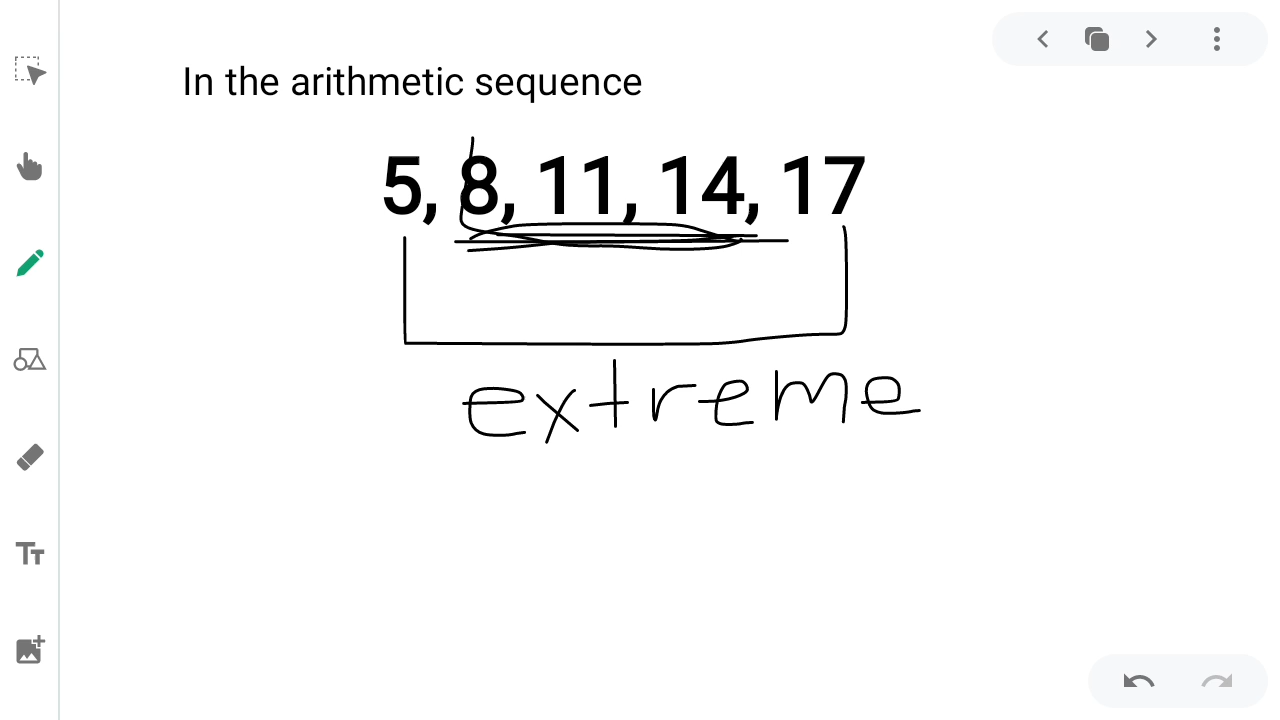 In the arithmetic sequence
5, 8, 11, 14, 17
extreme